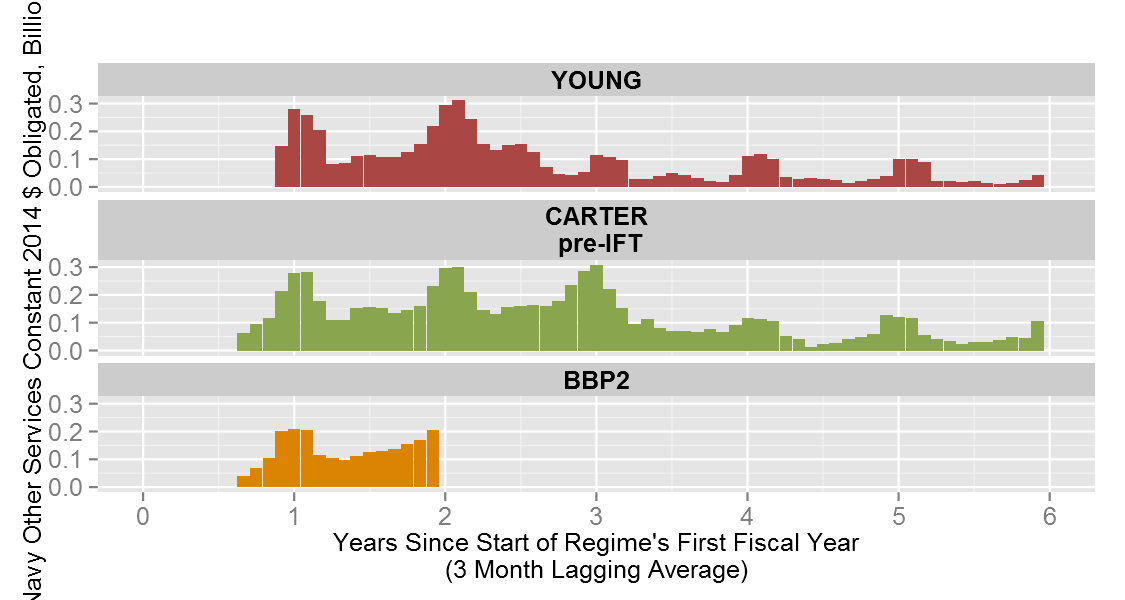 Navy Other Services Constant 2014 $ Obligated,
YOUNG
0.3
0.2
0.1
0.0
CARTER
pre-IFT
0.3
0.2
0.1
0.0
BBP2
0.3
0.2
0.1
0.0
0 1 2 3 4 5 6
Years Since Start of Regime's First Fiscal Year
(3 Month Lagging Average)